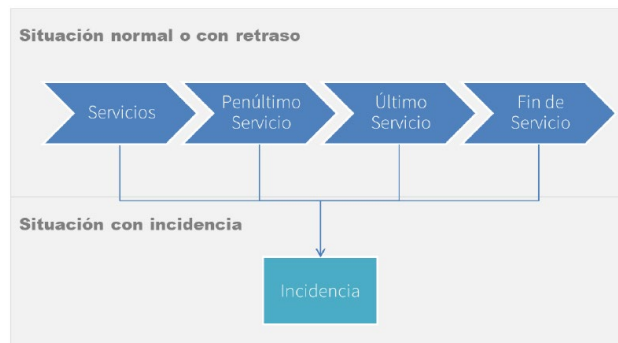 Situación normal o con retraso
Servicios
Penúltimo
Servicio
Último
Servicio
Fin de
Servicio
Situación con incidencia
Incidencia